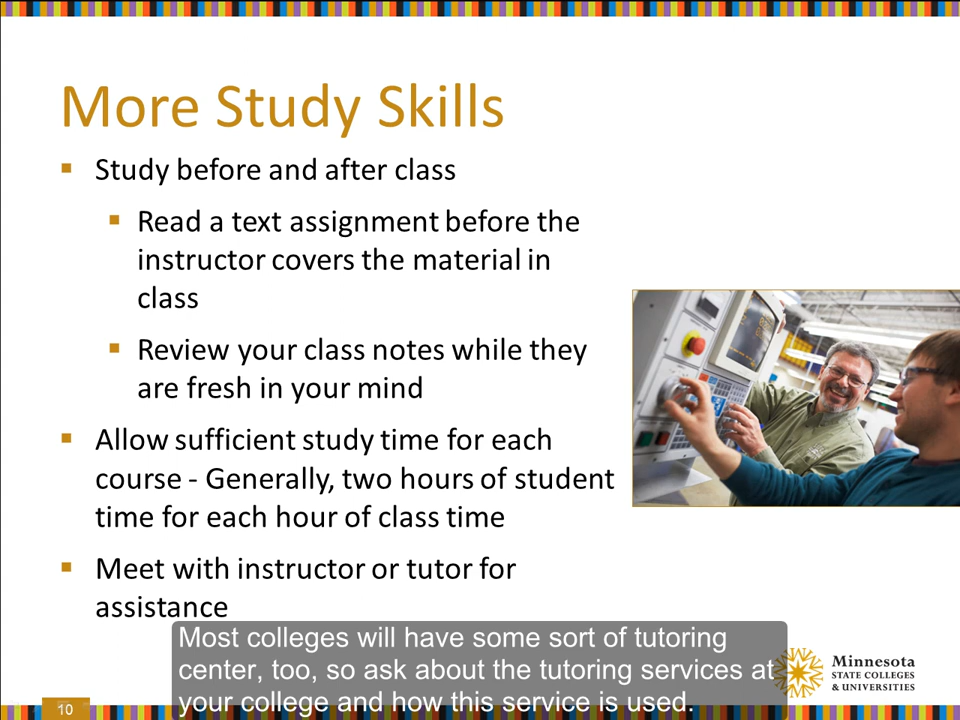 More Study Skills
Study before and after class
Read a text assignment before the
instructor covers the material in
class
Review your class notes while they
are fresh in your mind
Allow sufficient study time for each
course - Generally, two hours of student
time for each hour of class time
Meet with instructor or tutor for
assistance
Most colleges will have some sort of tutoring
center, too, so ask about the tutoring services at
your college and how this service is used.
Minnesota
STATE COLLEGES
& UNIVERSITIES
10